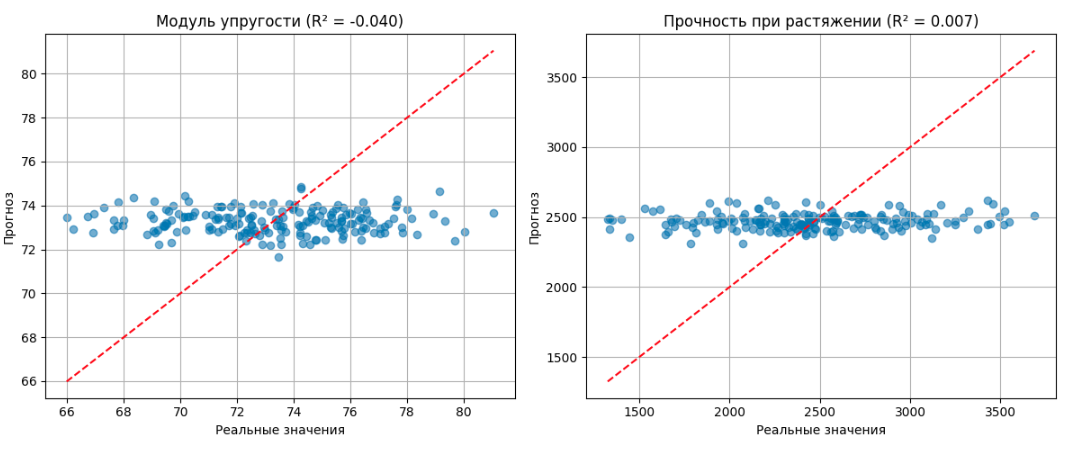 Модуль упругости (R² = -0.040)
80
78
76
74
72
70
68
66
Прогноз
66 68 70 72 74 76 78 80
Реальные значения
Прочность при растяжении (R² = 0.007)
3500
3000
2500
2000
1500
Прогноз
1500 2000 2500 3000 3500
Реальные значения